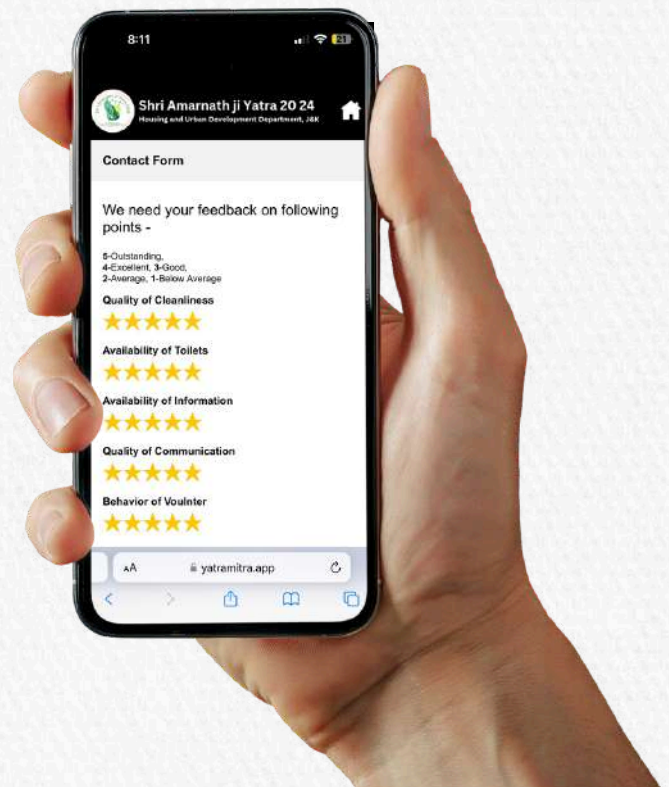 8:11
21
Shri Amarnath ji Yatra 20 24
Housing and Urban Development Department, J&K
Contact Form
We need your feedback on following
points -
5-Outstanding,
4-Excellent, 3-Good,
2-Average, 1-Below Average
Quality of Cleanliness
Availability of Toilets
Availability of Information
Quality of Communication
Behavior of Voulnter
AA
yatramitra.app